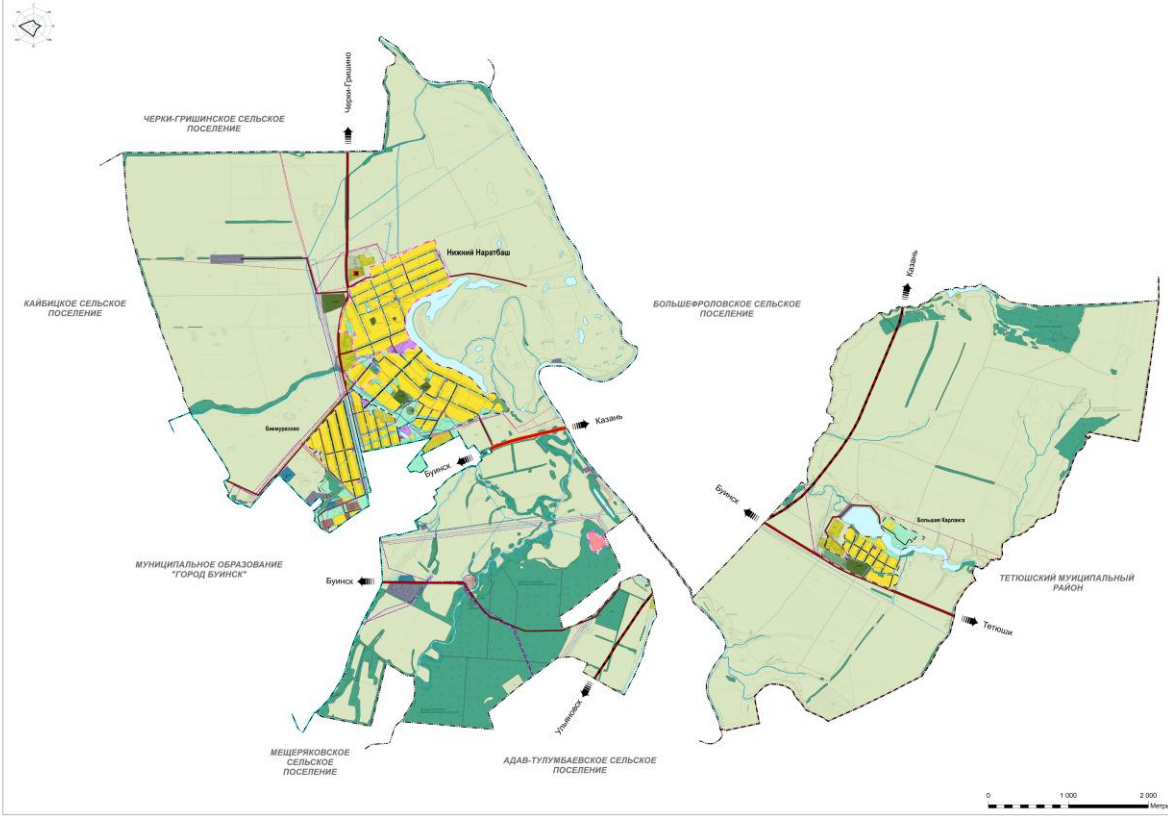 Черки-Гришино
ЧЕРКИ-ГРИШИНСКОЕ СЕЛЬСКОЕ
ПОСЕЛЕНИЕ
Нижний Наратбаш
Казань
КАЙБИЦКОЕ СЕЛЬСКОЕ
ПОСЕЛЕНИЕ
БОЛЬШЕФРОЛОВСКОЕ СЕЛЬСКОЕ
ПОСЕЛЕНИЕ
Бикмуразово
Казань
Буинск
Буинск
Большая Карланга
МУНИЦИПАЛЬНОЕ ОБРАЗОВАНИЕ
"ГОРОД БУИНСК"
Буинск
ТЕТЮШСКИЙ МУИЦИПАЛЬНЫЙ
РАЙОН
Тетюши
Ульяновск
МЕЩЕРЯКОВСКОЕ
СЕЛЬСКОЕ
ПОСЕЛЕНИЕ
АДАВ-ТУЛУМБАЕВСКОЕ СЕЛЬСКОЕ
ПОСЕЛЕНИЕ
0 1 000 2 000
Метры